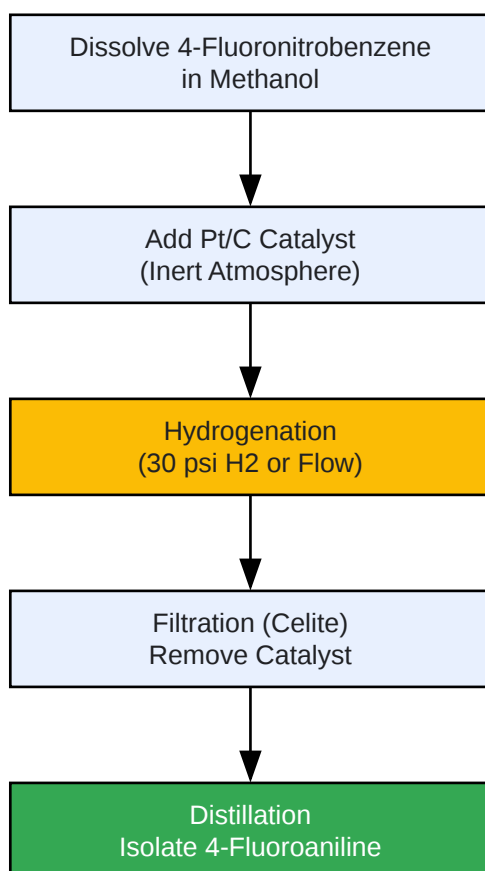 Dissolve 4-Fluoronitrobenzene
in Methanol
Add Pt/C Catalyst
(Inert Atmosphere)
Hydrogenation
(30 psi H2 or Flow)
Filtration (Celite)
Remove Catalyst
Distillation
Isolate 4-Fluoroaniline